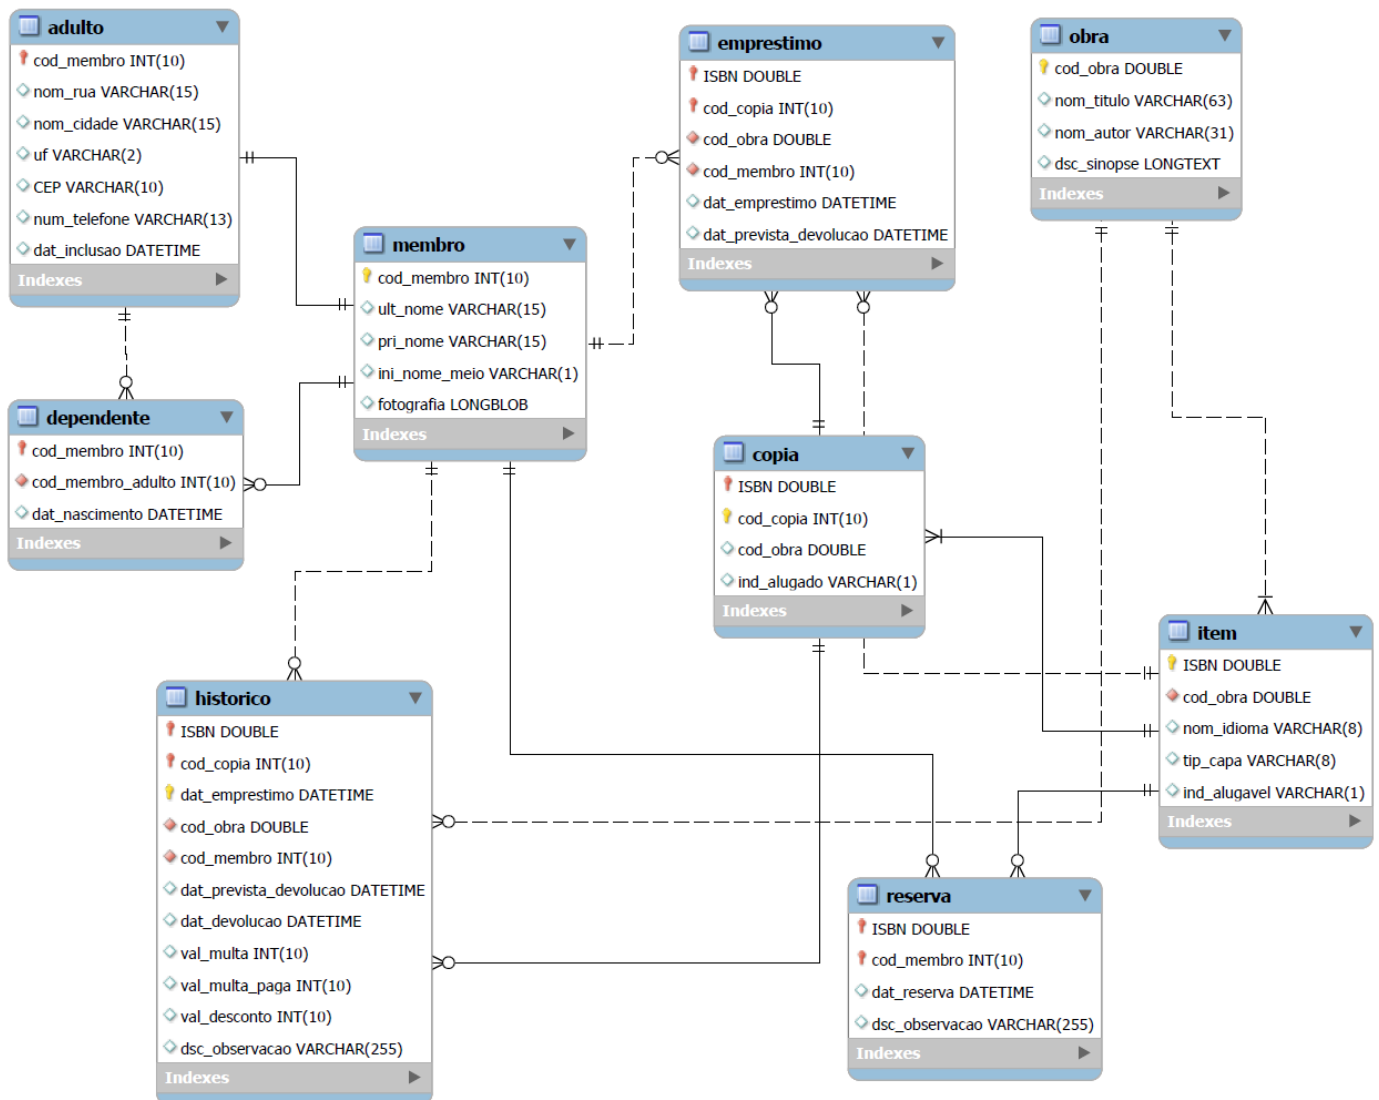 adulto
cod_membro INT(10)
nom_rua VARCHAR(15)
nom_cidade VARCHAR(15)
uf VARCHAR(2)
CEP VARCHAR(10)
num_telefone VARCHAR(13)
dat_inclusao DATETIME
Indexes
emprestimo
ISBN DOUBLE
cod_copia INT(10)
cod_obra DOUBLE
cod_membro INT(10)
dat_emprestimo DATETIME
dat_prevista_devolucao DATETIME
Indexes
obra
cod_obra DOUBLE
nom_titulo VARCHAR(63)
nom_autor VARCHAR(31)
dsc_sinopse LONGTEXT
Indexes
membro
cod_membro INT(10)
ult_nome VARCHAR(15)
pri_nome VARCHAR(15)
ini_nome_meio VARCHAR(1)
fotografia LONGBLOB
Indexes
dependente
cod_membro INT(10)
cod_membro_adulto INT(10)
dat_nascimento DATETIME
Indexes
copia
ISBN DOUBLE
cod_copia INT(10)
cod_obra DOUBLE
ind_alugado VARCHAR(1)
Indexes
item
ISBN DOUBLE
cod_obra DOUBLE
nom_idioma VARCHAR(8)
tip_capa VARCHAR(8)
ind_alugavel VARCHAR(1)
Indexes
historico
ISBN DOUBLE
cod_copia INT(10)
dat_emprestimo DATETIME
cod_obra DOUBLE
cod_membro INT(10)
dat_prevista_devolucao DATETIME
dat_devolucao DATETIME
val_multa INT(10)
val_multa_paga INT(10)
val_desconto INT(10)
dsc_observacao VARCHAR(255)
Indexes
reserva
ISBN DOUBLE
cod_membro INT(10)
dat_reserva DATETIME
dsc_observacao VARCHAR(255)
Indexes